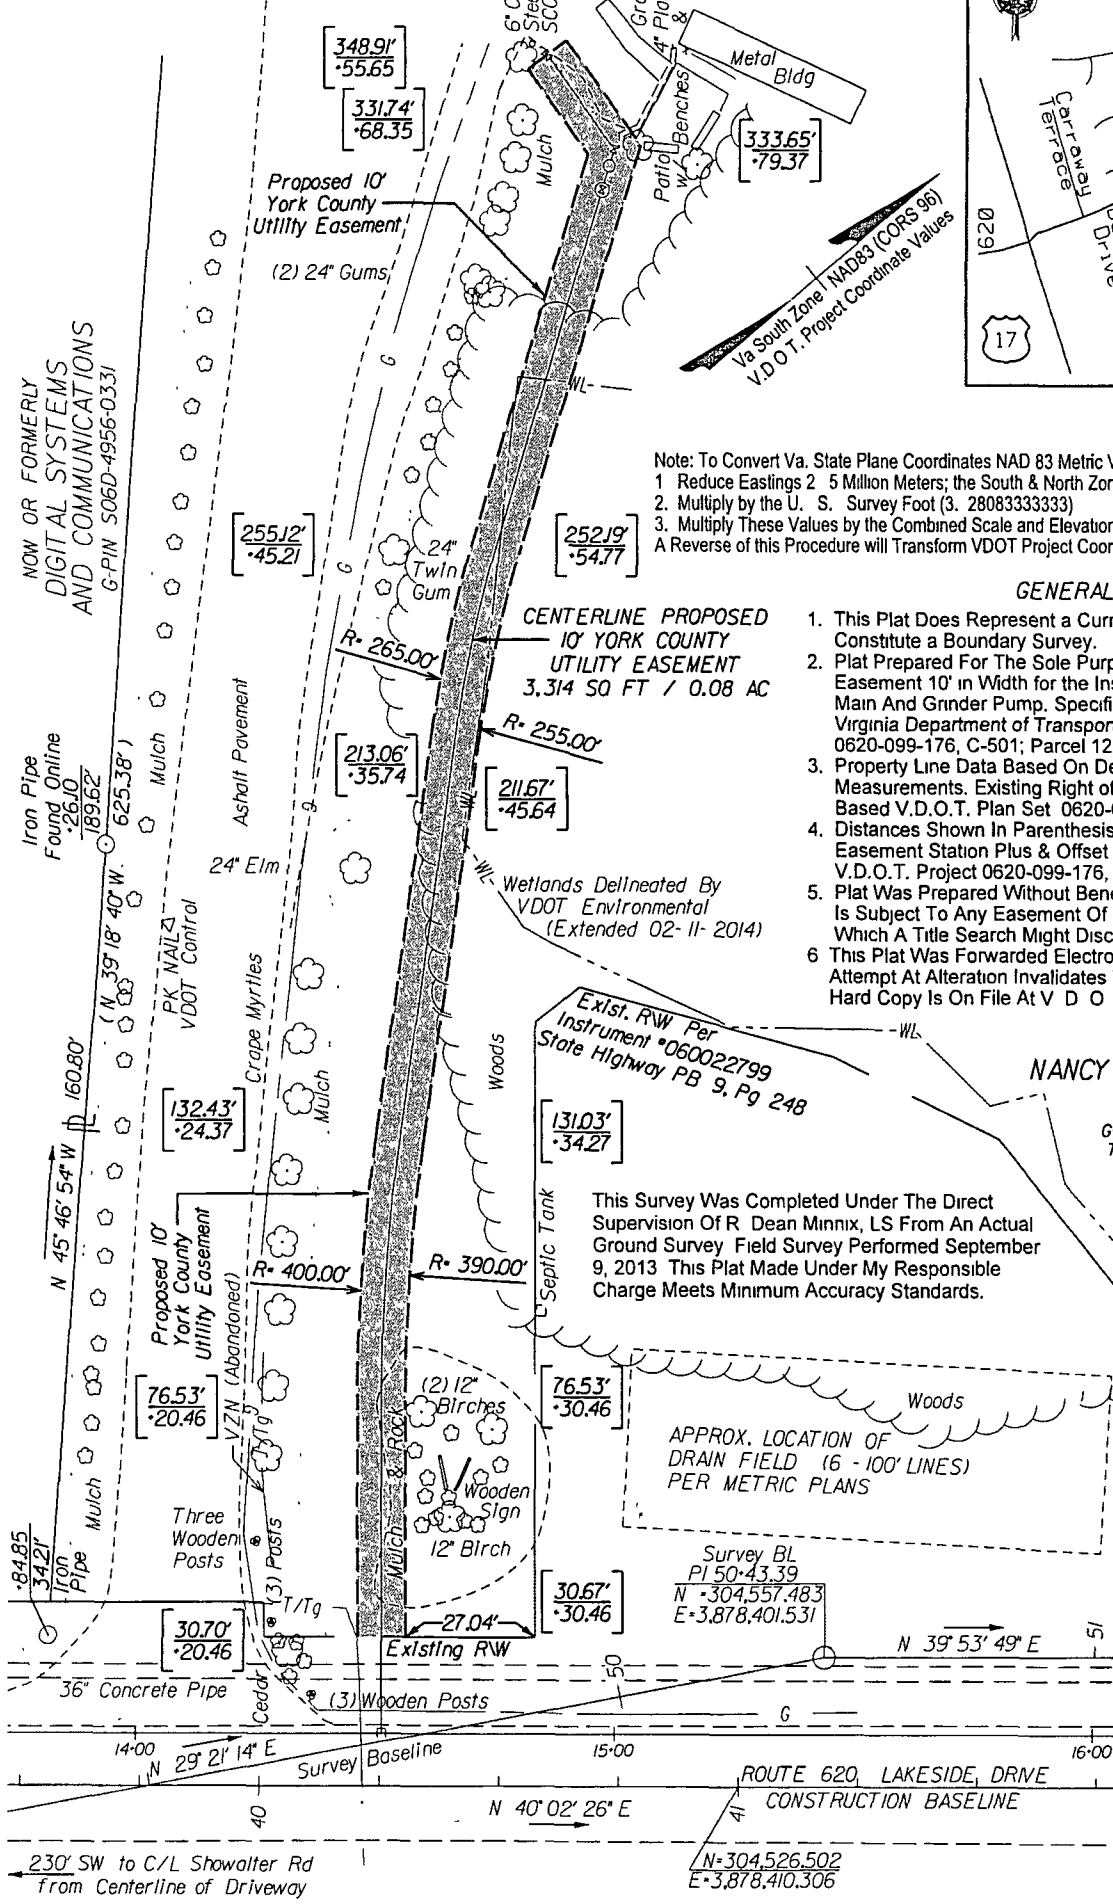 6" C
Stee
SCO
Gro
4" Pla
&
Metal
Bldg
348.91'
+55.65
331.74'
+68.35
333.65'
+79.37
Mulch
Patio
w/ Benches
Proposed 10'
York County
Utility Easement
(2) 24" Gums
G
Carraway
Terrace
Drive
620
17
Va South Zone NAD83 (CORS 96)
V.D O T. Project Coordinate Values
WL
NOW OR FORMERLY
DIGITAL SYSTEMS
AND COMMUNICATIONS
G-PIN S06D-4956-0331
Note: To Convert Va. State Plane Coordinates NAD 83 Metric V
1 Reduce Eastings 2 5 Million Meters; the South & North Zon
2. Multiply by the U. S. Survey Foot (3. 28083333333)
3. Multiply These Values by the Combined Scale and Elevation
A Reverse of this Procedure will Transform VDOT Project Coor
255.12'
+45.21
252.19'
+54.77
24"
Twin
Gum
G
GENERAL
CENTERLINE PROPOSED
10' YORK COUNTY
UTILITY EASEMENT
3,314 SQ FT / 0.08 AC
R= 265.00'
R= 255.00'
1. This Plat Does Represent a Curr
Constitute a Boundary Survey.
2. Plat Prepared For The Sole Purp
Easement 10' in Width for the Ins
Main And Grinder Pump. Specifi
Virginia Department of Transpor
0620-099-176, C-501; Parcel 12
3. Property Line Data Based On De
Measurements. Existing Right of
Based V.D.O.T. Plan Set 0620-
4. Distances Shown In Parenthesis
Easement Station Plus & Offset
V.D.O.T. Project 0620-099-176,
5. Plat Was Prepared Without Bene
Is Subject To Any Easement Of
Which A Title Search Might Disc
6 This Plat Was Forwarded Electro
Attempt At Alteration Invalidates
Hard Copy Is On File At V D O
Iron Pipe
Found Online
+26.10
189.62'
625.38' )
Mulch
Asphalt Pavement
213.06'
+35.74
211.67'
+45.64
WL
24" Elm
WL
Wetlands Delineated By
VDOT Environmental
(Extended 02-11-2014)
( N 39° 18' 40" W
PK NAIL
VDOT Control
Crape Myrtles
Mulch
Woods
Exist. R\W Per
Instrument #060022799
State Highway PB 9, Pg 248
WL
NANCY
N 45° 46' 54" W
160.80'
132.43'
+24.37
131.03'
+34.27
Septic Tank
This Survey Was Completed Under The Direct
Supervision Of R Dean Minnix, LS From An Actual
Ground Survey Field Survey Performed September
9, 2013 This Plat Made Under My Responsible
Charge Meets Minimum Accuracy Standards.
Proposed 10'
York County
Utility Easement
R= 400.00'
R= 390.00'
VZN (Abandoned)
T/Tg
76.53'
+20.46
76.53'
+30.46
(2) 12"
Birches
Woods
APPROX. LOCATION OF
DRAIN FIELD (6 - 100' LINES)
PER METRIC PLANS
Mulch & Rock
Wooden
Sign
12" Birch
Mulch
Three
Wooden
Posts
(3) Posts
T/Tg
+84.85
34.21'
Iron
Pipe
Survey BL
PI 50+43.39
N =304,557.483
E=3,878,401.531
30.67'
+30.46
30.70'
+20.46
27.04'
Existing R\W
N 39° 53' 49" E
51
50
36" Concrete Pipe
Cedar
(3) Wooden Posts
G
14+00
N 29° 21' 14" E
Survey Baseline
15+00
16+00
ROUTE 620, LAKESIDE DRIVE
CONSTRUCTION BASELINE
40
N 40° 02' 26" E
41
230' SW to C/L Showalter Rd
from Centerline of Driveway
N=304,526.502
E=3,878,410.306